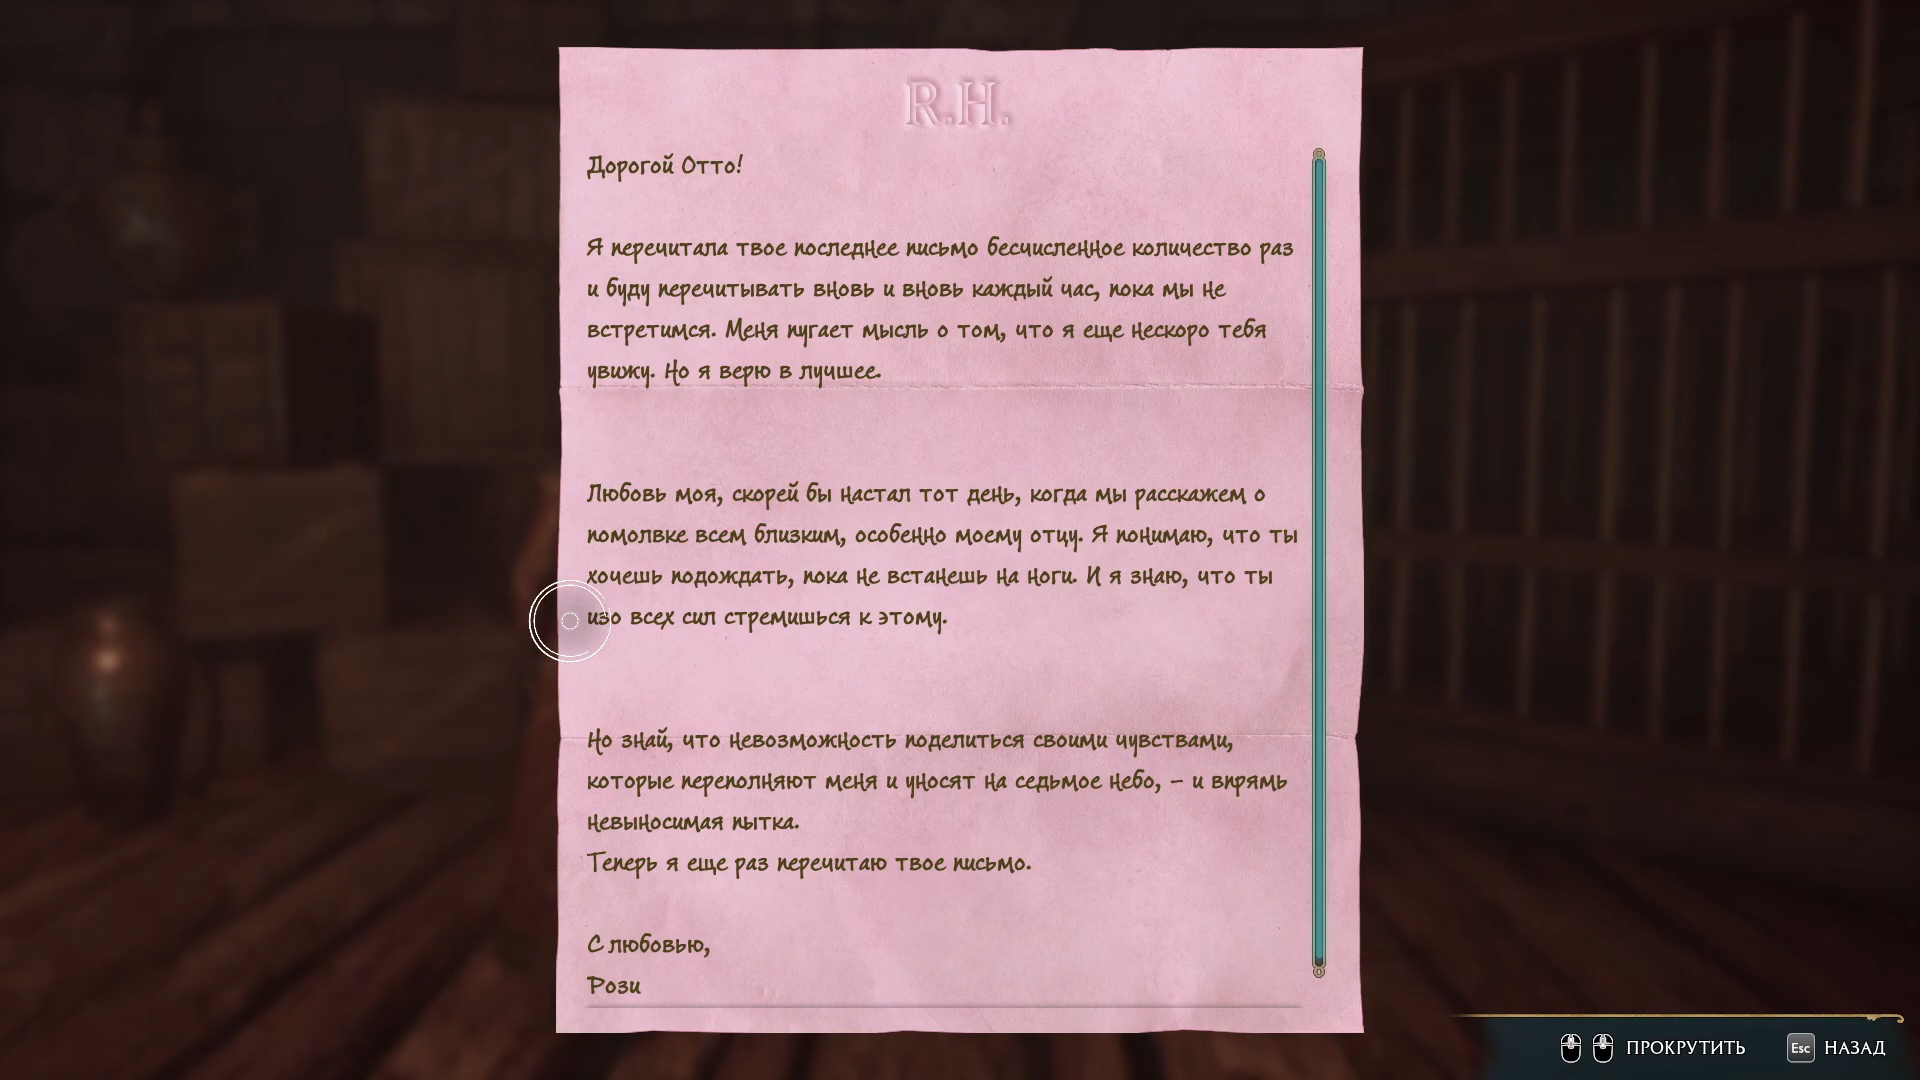 R.H.
Дорогой Отто!
Я перечитала твое последнее письмо бесчисленное количество раз
и буду перечитывать вновь и вновь каждый час, пока мы не
встретимся. Меня пугает мысль о том, что я еще нескоро тебя
увижу. Но я верю в лучшее.
Любовь моя, скорей бы настал тот день, когда мы расскажем о
помолвке всем близким, особенно моему отцу. Я понимаю, что ты
хочешь подождать, пока не встанешь на ноги. И я знаю, что ты
изо всех сил стремишься к этому.
Но знай, что невозможность поделиться своими чувствами,
которые переполняют меня и уносят на седьмое небо, – и впрямь
невыносимая пытка.
Теперь я еще раз перечитаю твое письмо.
С любовью,
Рози
ПРОКРУТИТЬ
Esc НАЗАД